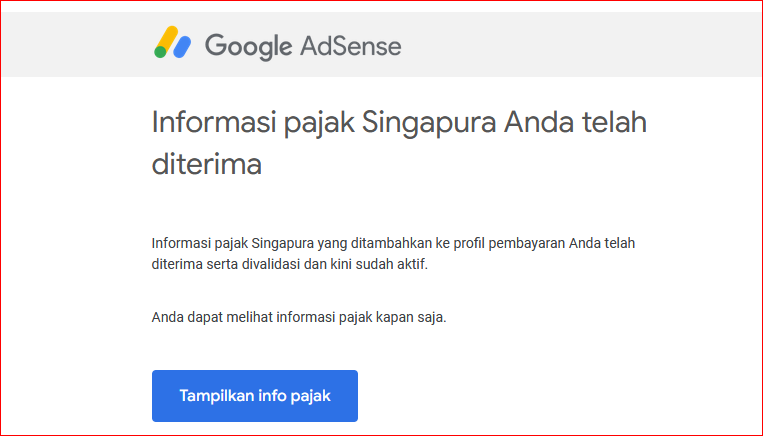 Google AdSense
Informasi pajak Singapura Anda telah
diterima
Informasi pajak Singapura yang ditambahkan ke profil pembayaran Anda telah
diterima serta divalidasi dan kini sudah aktif.
Anda dapat melihat informasi pajak kapan saja.
Tampilkan info pajak